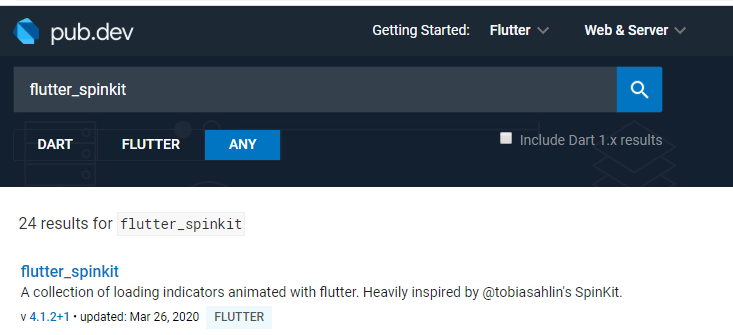 pub.dev
Getting Started: Flutter Web & Server
flutter_spinkit
DART FLUTTER ANY Include Dart 1.x results
24 results for flutter_spinkit
flutter_spinkit
A collection of loading indicators animated with flutter. Heavily inspired by @tobiasahlin's SpinKit.
v 4.1.2+1 • updated: Mar 26, 2020 FLUTTER